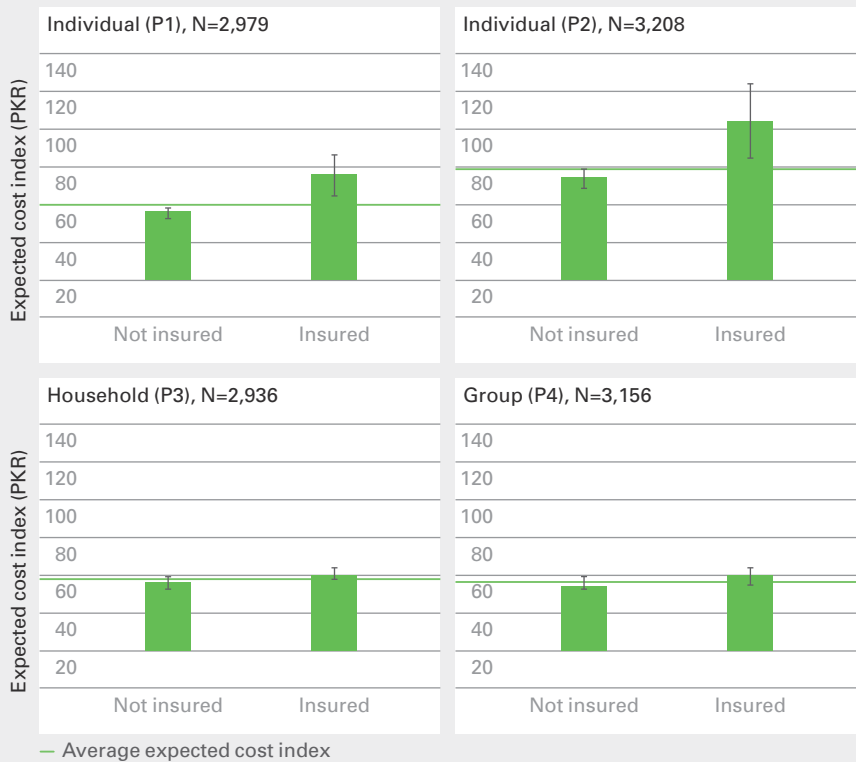 Individual (P1), N=2,979
Expected cost index (PKR)
140
120
100
80
60
40
20
Not insured Insured
Individual (P2), N=3,208
140
120
100
80
60
40
20
Not insured Insured
Household (P3), N=2,936
Expected cost index (PKR)
140
120
100
80
60
40
20
Not insured Insured
Group (P4), N=3,156
140
120
100
80
60
40
20
Not insured Insured
Average expected cost index